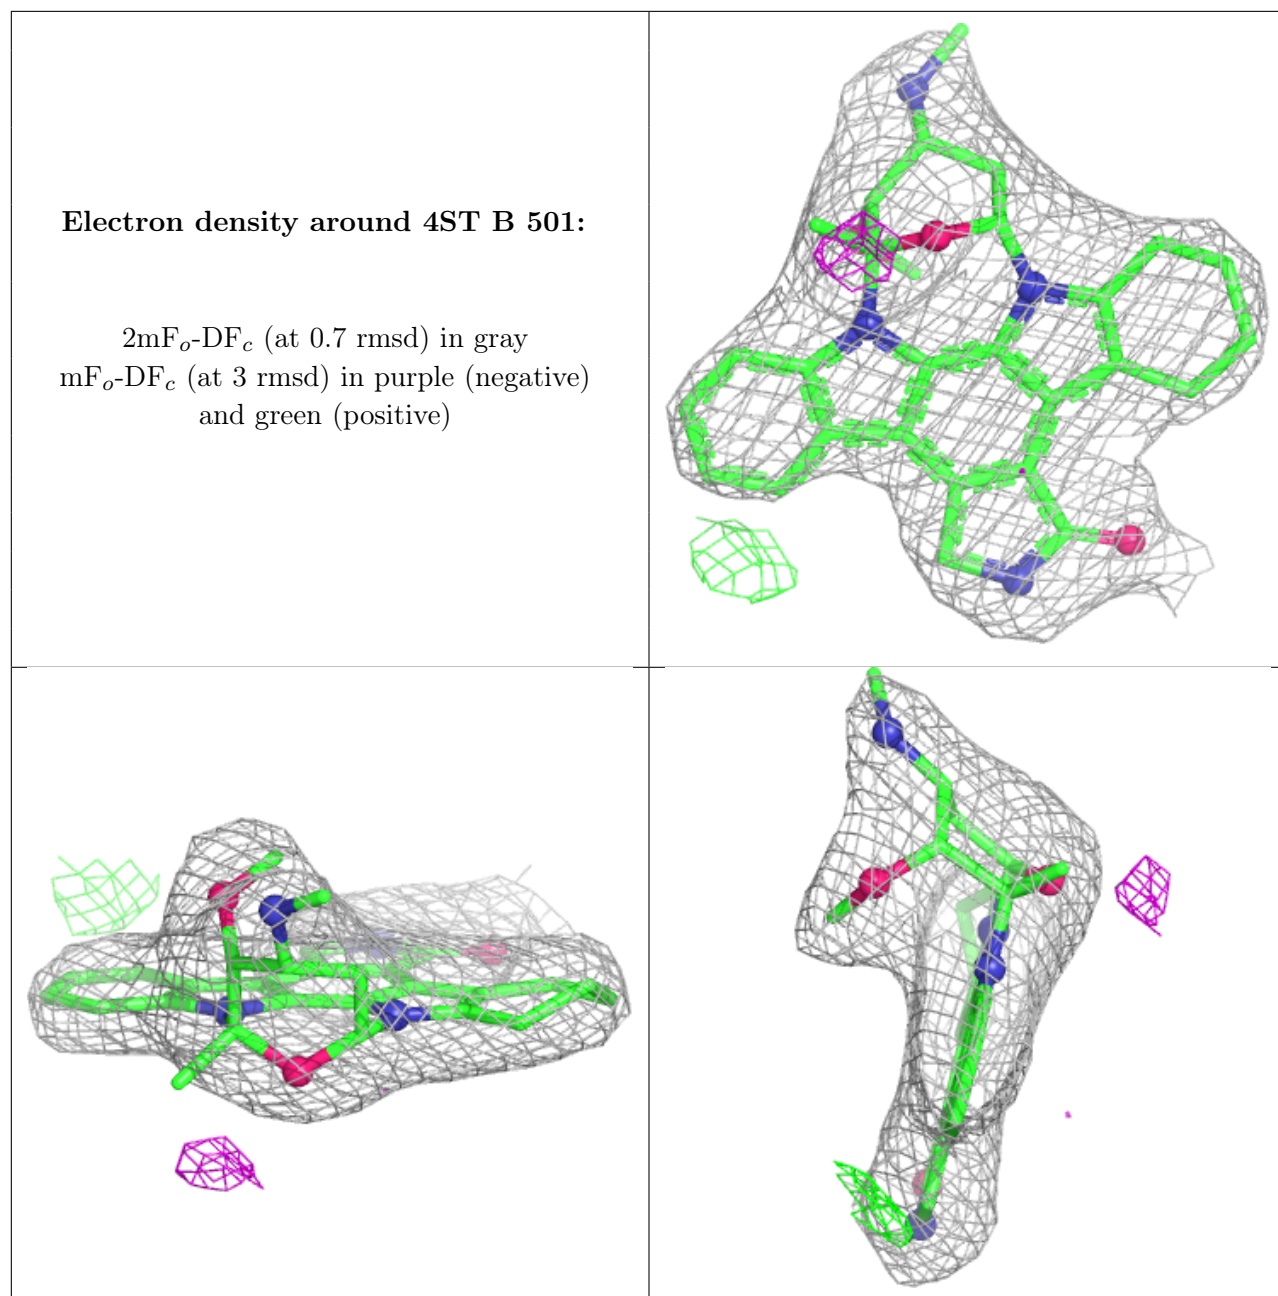 Electron density around 4ST B 501:
2mFo-DFc (at 0.7 rmsd) in gray
mFo-DFc (at 3 rmsd) in purple (negative)
and green (positive)